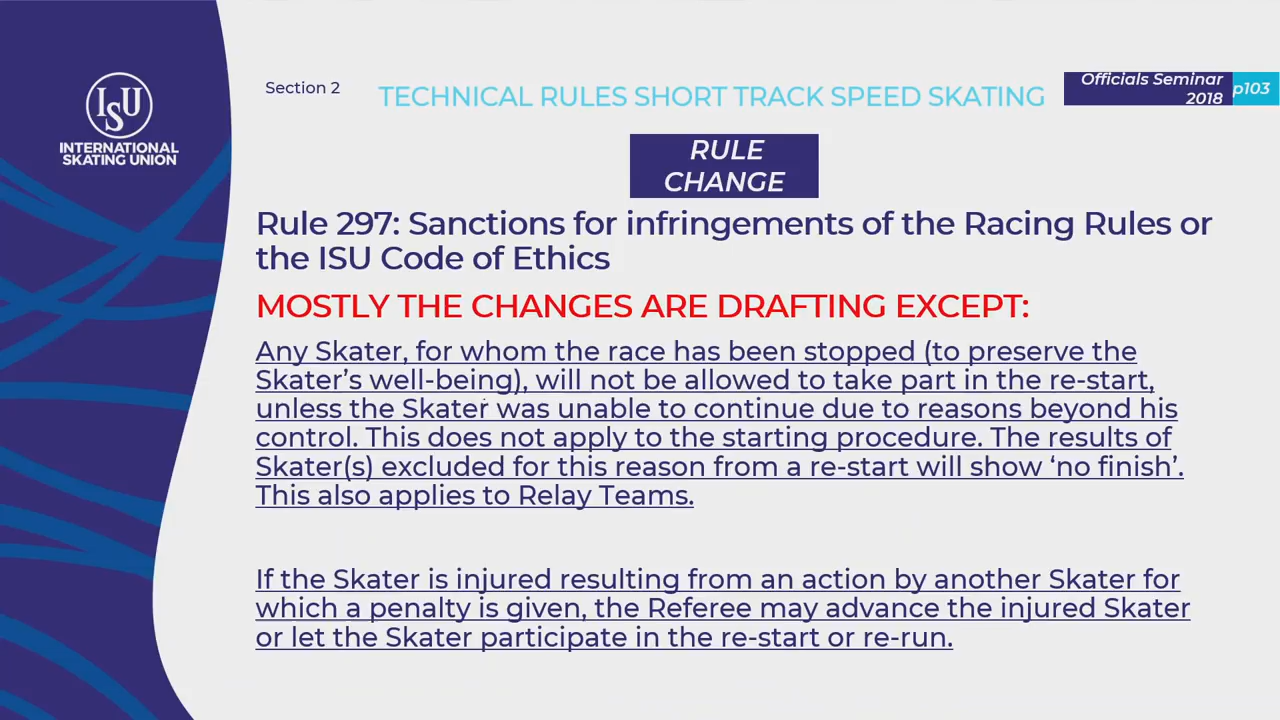 ISU
INTERNATIONAL
SKATING UNION
Section 2
TECHNICAL RULES SHORT TRACK SPEED SKATING
Officials Seminar
2018
p103
RULE
CHANGE
Rule 297: Sanctions for infringements of the Racing Rules or
the ISU Code of Ethics
MOSTLY THE CHANGES ARE DRAFTING EXCEPT:
Any Skater, for whom the race has been stopped (to preserve the
Skater’s well-being), will not be allowed to take part in the re-start,
unless the Skater was unable to continue due to reasons beyond his
control. This does not apply to the starting procedure. The results of
Skater(s) excluded for this reason from a re-start will show ‘no finish’.
This also applies to Relay Teams.
If the Skater is injured resulting from an action by another Skater for
which a penalty is given, the Referee may advance the injured Skater
or let the Skater participate in the re-start or re-run.